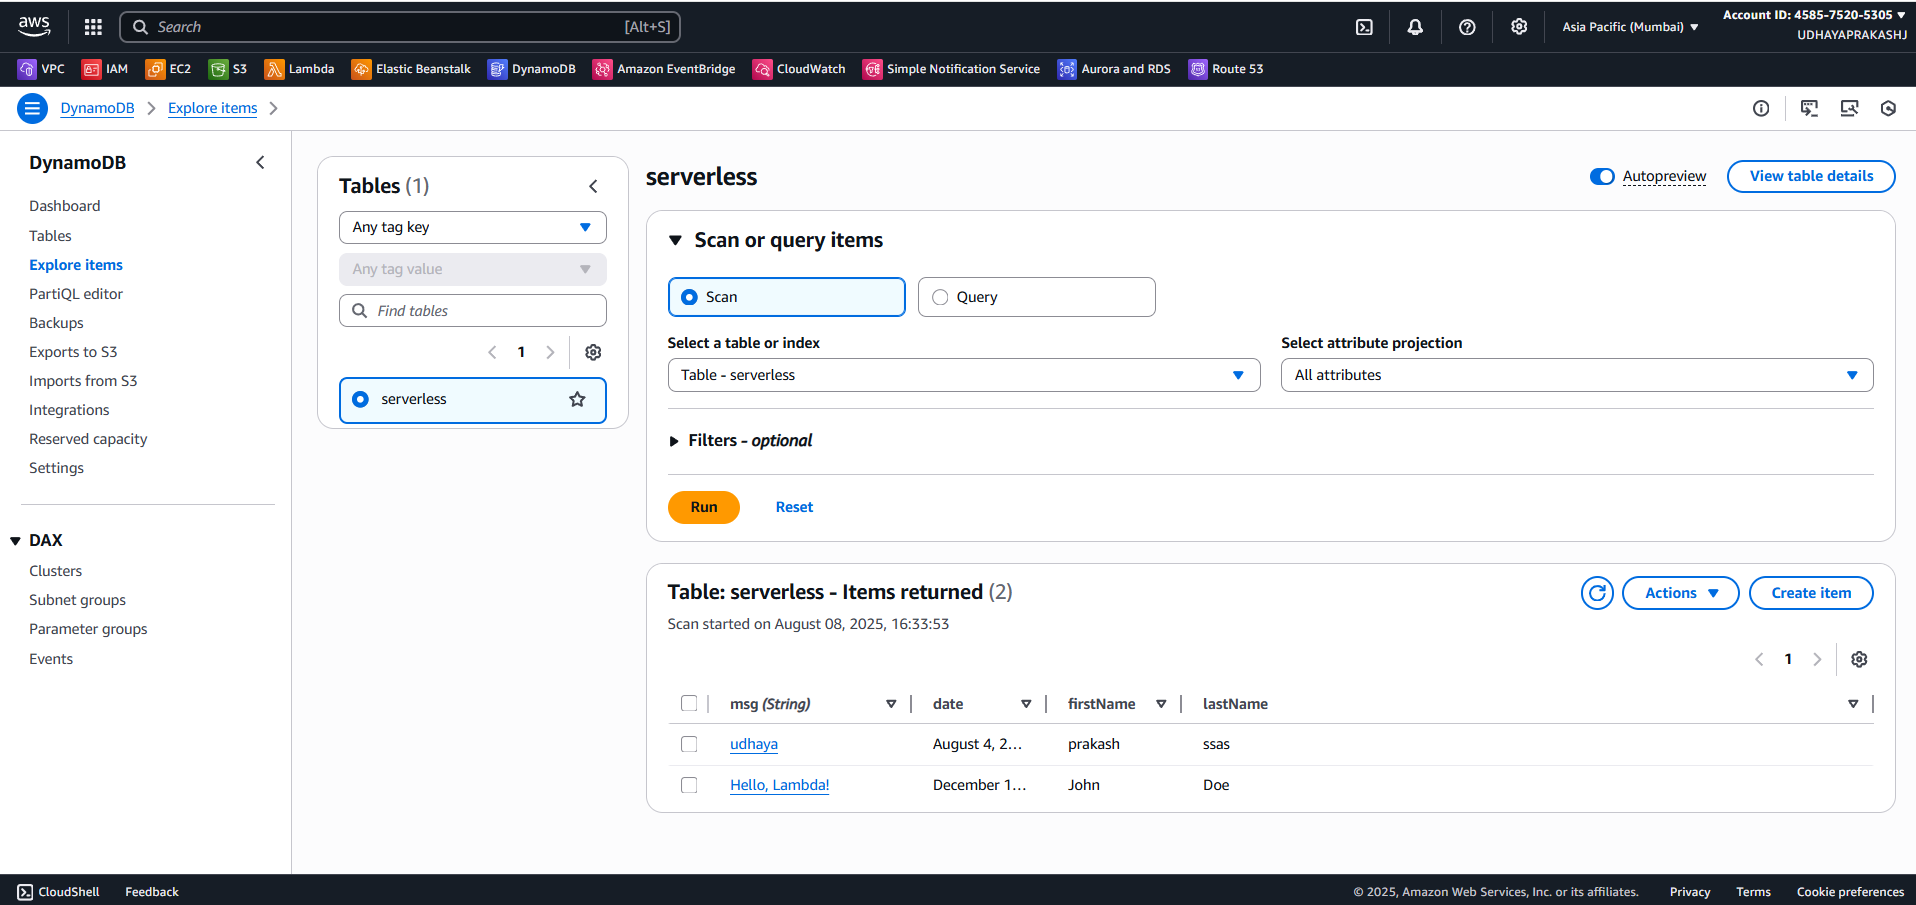 aws Search [Alt+S] Asia Pacific (Mumbai) Account ID: 4585-7520-5305
UDHAYAPRAKASHJ
VPC IAM EC2 S3 Lambda Elastic Beanstalk DynamoDB Amazon EventBridge CloudWatch Simple Notification Service Aurora and RDS Route 53
DynamoDB Explore items
DynamoDB
Dashboard
Tables
Explore items
PartiQL editor
Backups
Exports to S3
Imports from S3
Integrations
Reserved capacity
Settings
DAX
Clusters
Subnet groups
Parameter groups
Events
Tables (1)
Any tag key
Any tag value
Find tables
1
serverless
serverless
Autopreview View table details
Scan or query items
Scan Query
Select a table or index Select attribute projection
Table - serverless All attributes
Filters - optional
Run Reset
Table: serverless - Items returned (2)
Actions Create item
Scan started on August 08, 2025, 16:33:53
1
msg (String) date firstName lastName
udhaya August 4, 2... prakash ssas
Hello, Lambda! December 1... John Doe
CloudShell Feedback © 2025, Amazon Web Services, Inc. or its affiliates. Privacy Terms Cookie preferences